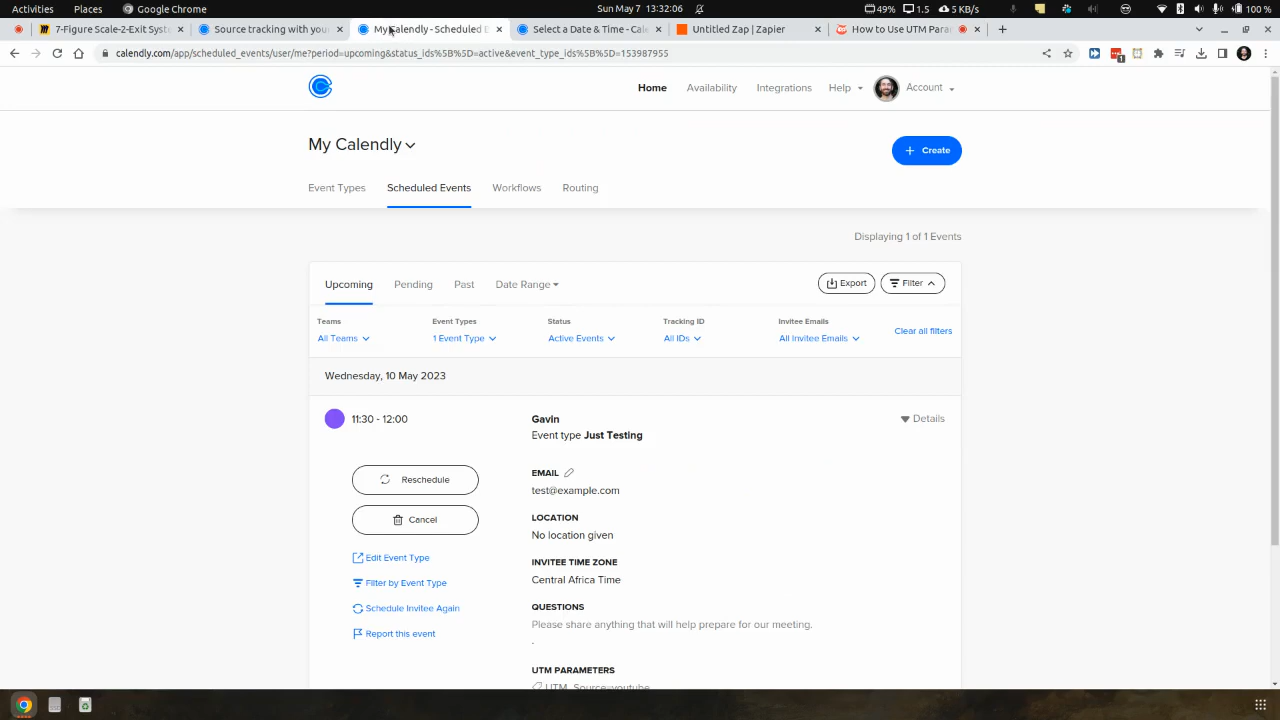 Activities Places Google Chrome Sun May 7 13:32:06 49% 1.5 5 KB/s 100 %
7-Figure Scale-2-Exit Syste Source tracking with you My Calendly - Scheduled E Select a Date & Time - Cale Untitled Zap | Zapier How to Use UTM Para
calendly.com/app/scheduled_events/user/me?period=upcoming&status_ids%5B%5D=active&event_type_ids%5B%5D=153987955
1
Home Availability Integrations Help Account
My Calendly
+ Create
Event Types Scheduled Events Workflows Routing
Displaying 1 of 1 Events
Upcoming Pending Past Date Range Export Filter
Teams Event Types Status Tracking ID Invitee Emails
All Teams 1 Event Type Active Events All IDs All Invitee Emails Clear all filters
Wednesday, 10 May 2023
11:30 - 12:00 Gavin Details
Event type Just Testing
Reschedule
Cancel
Edit Event Type
Filter by Event Type
Schedule Invitee Again
Report this event
EMAIL
test@example.com
LOCATION
No location given
INVITEE TIME ZONE
Central Africa Time
QUESTIONS
Please share anything that will help prepare for our meeting.
.
UTM PARAMETERS
UTM_Source=youtube